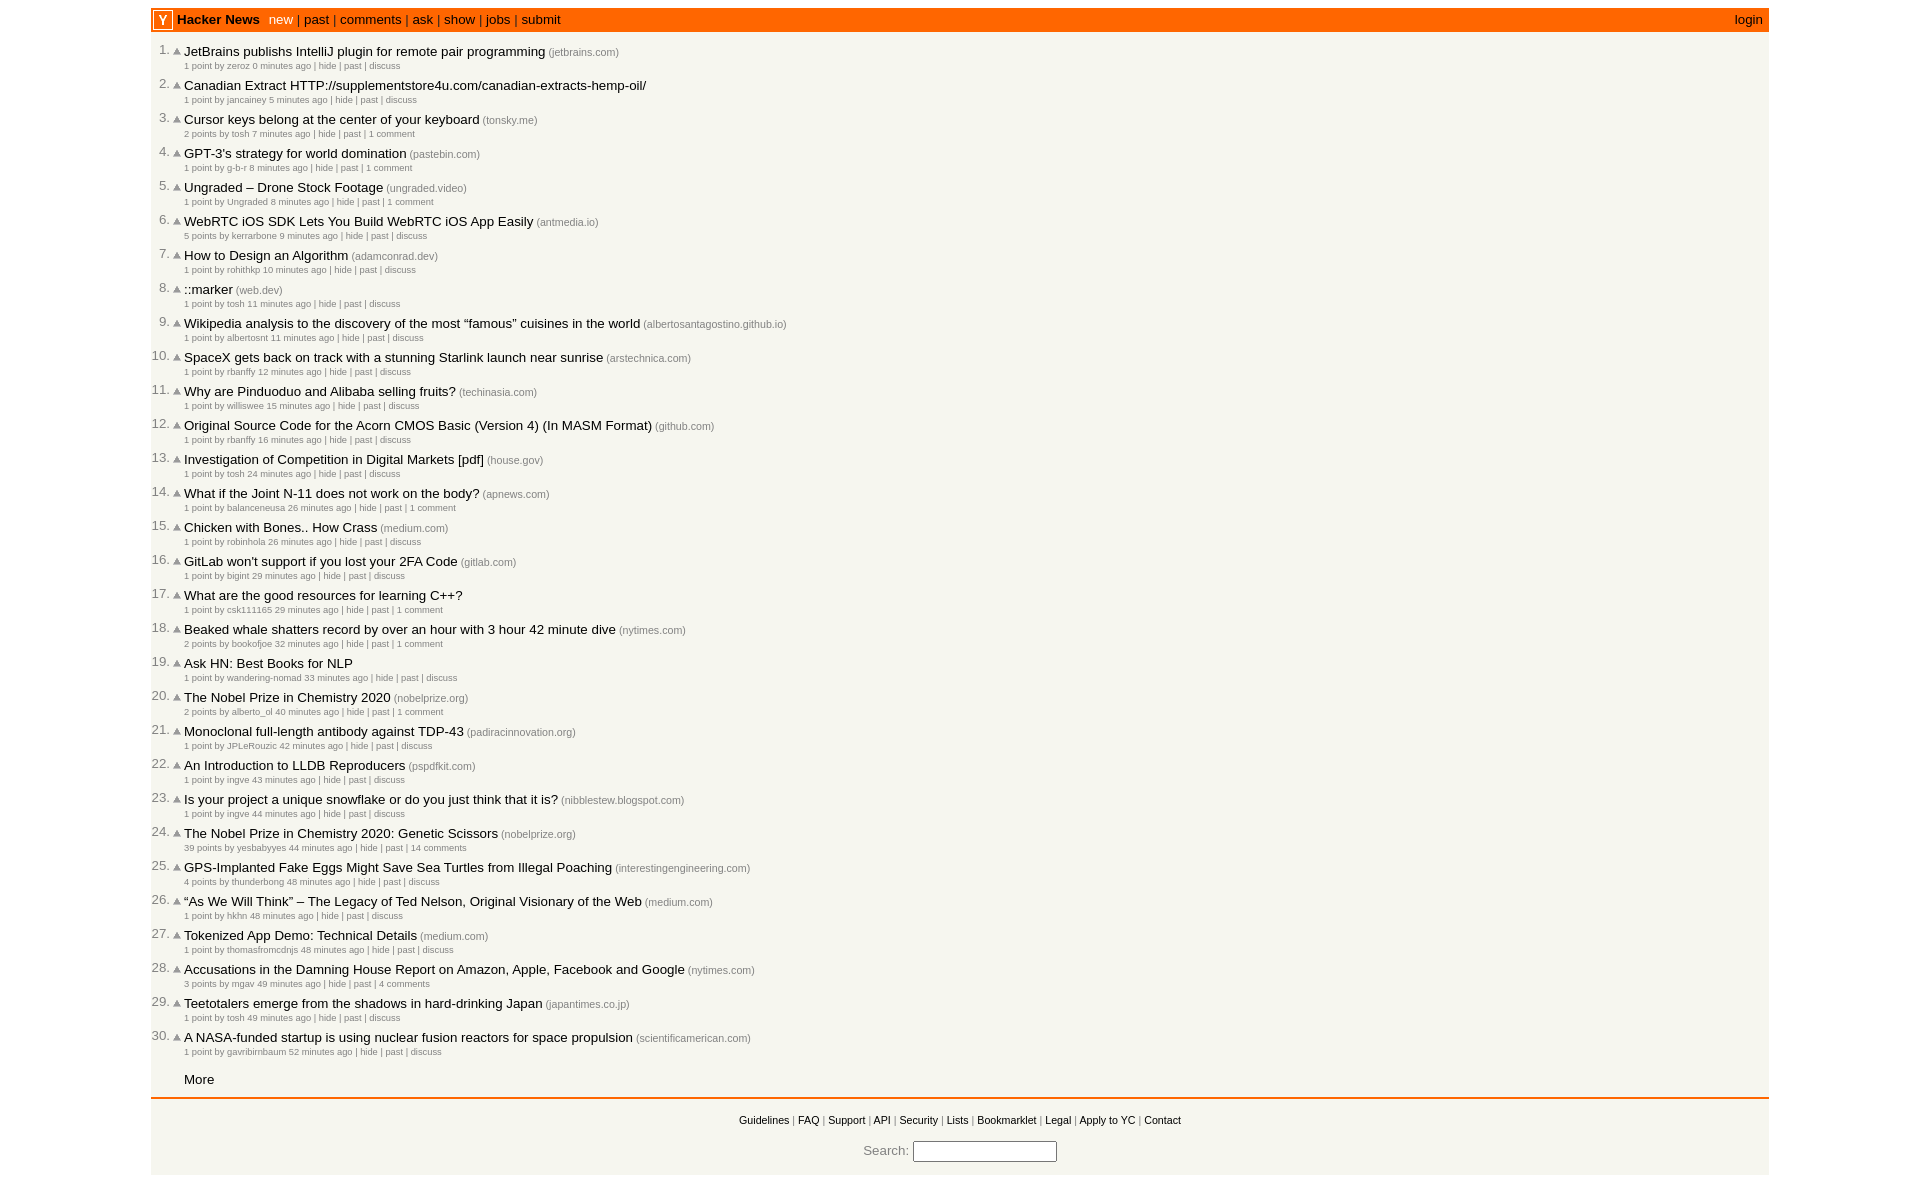 Y Hacker News new | past | comments | ask | show | jobs | submit login
1. JetBrains publishs IntelliJ plugin for remote pair programming (jetbrains.com)
1 point by zeroz 0 minutes ago | hide | past | discuss
2. Canadian Extract HTTP://supplementstore4u.com/canadian-extracts-hemp-oil/
1 point by jancainey 5 minutes ago | hide | past | discuss
3. Cursor keys belong at the center of your keyboard (tonsky.me)
2 points by tosh 7 minutes ago | hide | past | 1 comment
4. GPT-3's strategy for world domination (pastebin.com)
1 point by g-b-r 8 minutes ago | hide | past | 1 comment
5. Ungraded – Drone Stock Footage (ungraded.video)
1 point by Ungraded 8 minutes ago | hide | past | 1 comment
6. WebRTC iOS SDK Lets You Build WebRTC iOS App Easily (antmedia.io)
5 points by kerrarbone 9 minutes ago | hide | past | discuss
7. How to Design an Algorithm (adamconrad.dev)
1 point by rohithkp 10 minutes ago | hide | past | discuss
8. ::marker (web.dev)
1 point by tosh 11 minutes ago | hide | past | discuss
9. Wikipedia analysis to the discovery of the most “famous” cuisines in the world (albertosantagostino.github.io)
1 point by albertosnt 11 minutes ago | hide | past | discuss
10. SpaceX gets back on track with a stunning Starlink launch near sunrise (arstechnica.com)
1 point by rbanffy 12 minutes ago | hide | past | discuss
11. Why are Pinduoduo and Alibaba selling fruits? (techinasia.com)
1 point by williswee 15 minutes ago | hide | past | discuss
12. Original Source Code for the Acorn CMOS Basic (Version 4) (In MASM Format) (github.com)
1 point by rbanffy 16 minutes ago | hide | past | discuss
13. Investigation of Competition in Digital Markets [pdf] (house.gov)
1 point by tosh 24 minutes ago | hide | past | discuss
14. What if the Joint N-11 does not work on the body? (apnews.com)
1 point by balanceneusa 26 minutes ago | hide | past | 1 comment
15. Chicken with Bones.. How Crass (medium.com)
1 point by robinhola 26 minutes ago | hide | past | discuss
16. GitLab won't support if you lost your 2FA Code (gitlab.com)
1 point by bigint 29 minutes ago | hide | past | discuss
17. What are the good resources for learning C++?
1 point by csk111165 29 minutes ago | hide | past | 1 comment
18. Beaked whale shatters record by over an hour with 3 hour 42 minute dive (nytimes.com)
2 points by bookofjoe 32 minutes ago | hide | past | 1 comment
19. Ask HN: Best Books for NLP
1 point by wandering-nomad 33 minutes ago | hide | past | discuss
20. The Nobel Prize in Chemistry 2020 (nobelprize.org)
2 points by alberto_ol 40 minutes ago | hide | past | 1 comment
21. Monoclonal full-length antibody against TDP-43 (padiracinnovation.org)
1 point by JPLeRouzic 42 minutes ago | hide | past | discuss
22. An Introduction to LLDB Reproducers (pspdfkit.com)
1 point by ingve 43 minutes ago | hide | past | discuss
23. Is your project a unique snowflake or do you just think that it is? (nibblestew.blogspot.com)
1 point by ingve 44 minutes ago | hide | past | discuss
24. The Nobel Prize in Chemistry 2020: Genetic Scissors (nobelprize.org)
39 points by yesbabyyes 44 minutes ago | hide | past | 14 comments
25. GPS-Implanted Fake Eggs Might Save Sea Turtles from Illegal Poaching (interestingengineering.com)
4 points by thunderbong 48 minutes ago | hide | past | discuss
26. “As We Will Think” – The Legacy of Ted Nelson, Original Visionary of the Web (medium.com)
1 point by hkhn 48 minutes ago | hide | past | discuss
27. Tokenized App Demo: Technical Details (medium.com)
1 point by thomasfromcdnjs 48 minutes ago | hide | past | discuss
28. Accusations in the Damning House Report on Amazon, Apple, Facebook and Google (nytimes.com)
3 points by mgav 49 minutes ago | hide | past | 4 comments
29. Teetotalers emerge from the shadows in hard-drinking Japan (japantimes.co.jp)
1 point by tosh 49 minutes ago | hide | past | discuss
30. A NASA-funded startup is using nuclear fusion reactors for space propulsion (scientificamerican.com)
1 point by gavribirnbaum 52 minutes ago | hide | past | discuss
More
Guidelines | FAQ | Support | API | Security | Lists | Bookmarklet | Legal | Apply to YC | Contact
Search: